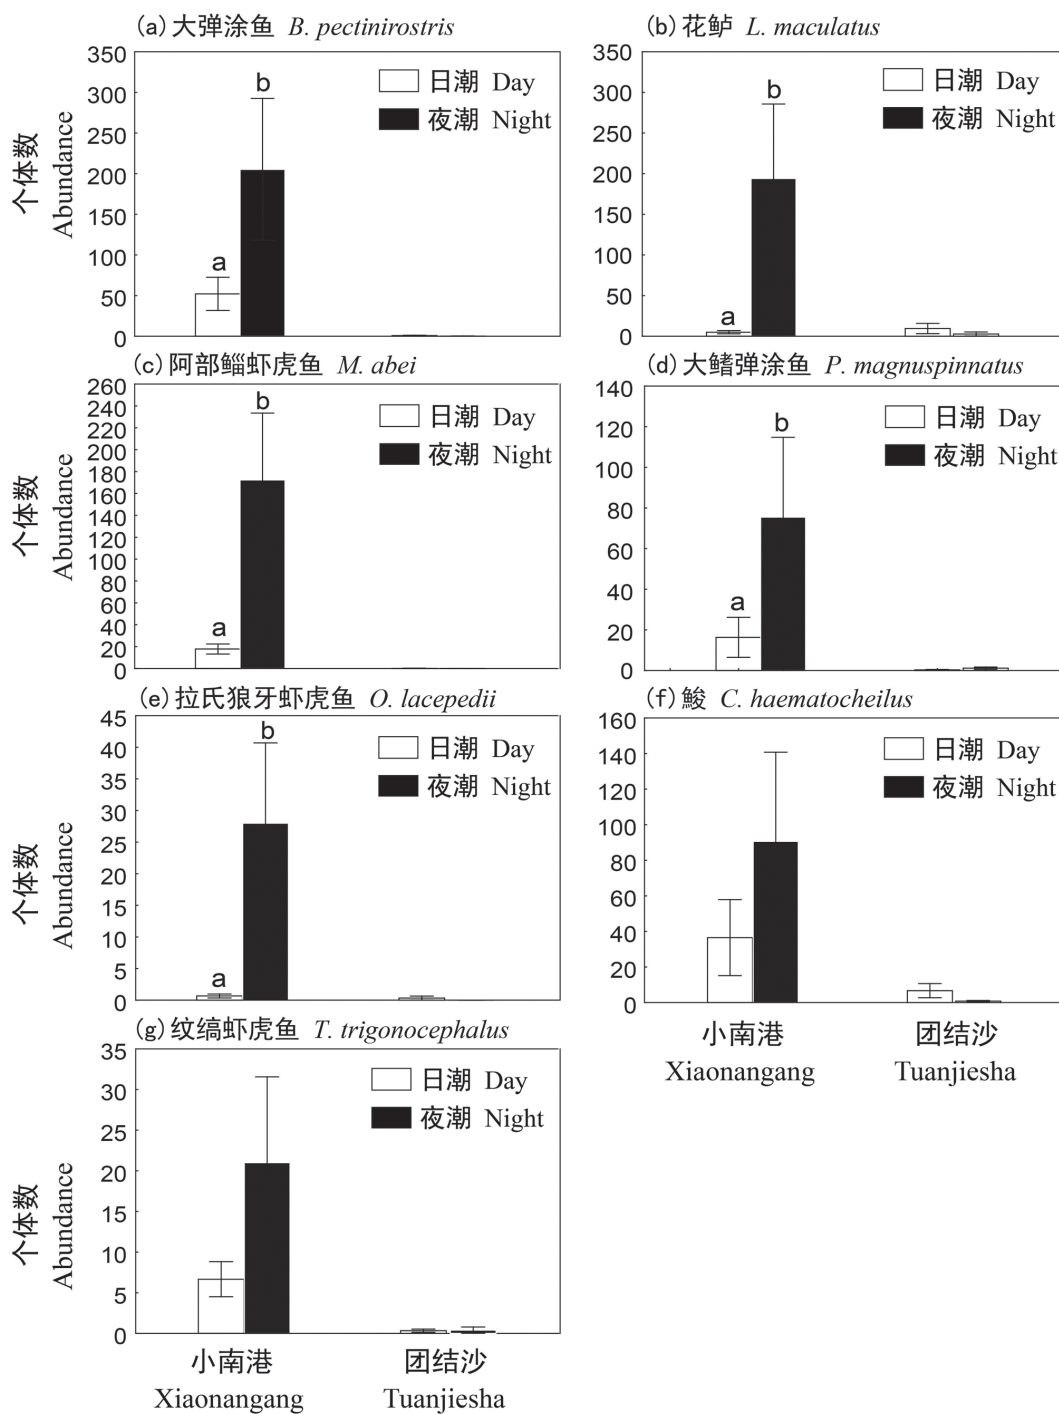 (a)大弹涂鱼 B. pectinirostris
350
300
250
200
150
100
50
0
个体数
Abundance
日潮 Day
夜潮 Night
a
b
(b)花鲈 L. maculatus
350
300
250
200
150
100
50
0
日潮 Day
夜潮 Night
a
b
(c)阿部鲻虾虎鱼 M. abei
260
240
220
200
180
160
140
120
100
80
60
40
20
0
个体数
Abundance
日潮 Day
夜潮 Night
a
b
(d)大鳍弹涂鱼 P. magnuspinnatus
140
120
100
80
60
40
20
0
日潮 Day
夜潮 Night
a
b
(e)拉氏狼牙虾虎鱼 O. lacepedii
45
40
35
30
25
20
15
10
5
0
个体数
Abundance
日潮 Day
夜潮 Night
a
b
(f)鮻 C. haematocheilus
160
140
120
100
80
60
40
20
0
日潮 Day
夜潮 Night
小南港
Xiaonangang
团结沙
Tuanjiesha
(g)纹缟虾虎鱼 T. trigonocephalus
35
30
25
20
15
10
5
0
个体数
Abundance
日潮 Day
夜潮 Night
小南港
Xiaonangang
团结沙
Tuanjiesha